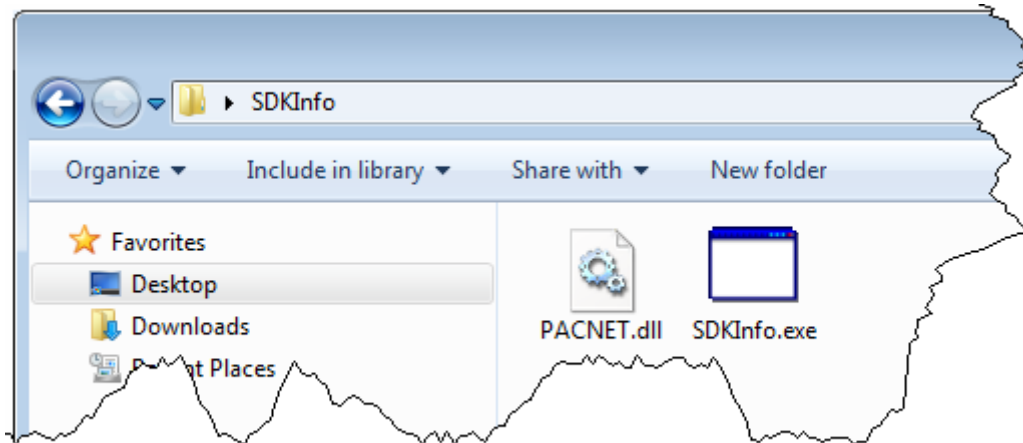 SDKInfo
Organize Include in library Share with New folder
Favorites
Desktop
Downloads
Places
PACNET.dll SDKInfo.exe